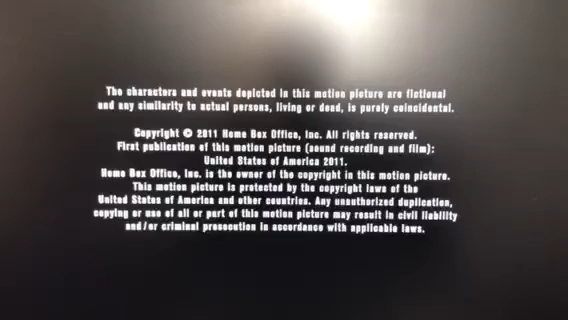 The characters and events depicted in this motion picture are fictional
and any similarity to actual persons, living or dead, is purely coincidental.
Copyright © 2011 Home Box Office, Inc. All rights reserved.
First publication of this motion picture (sound recording and film):
United States of America 2011.
Home Box Office, Inc. is the owner of the copyright in this motion picture.
This motion picture is protected by the copyright laws of the
United States of America and other countries. Any unauthorized duplication,
copying or use of all or part of this motion picture may result in civil liability
and/or criminal prosecution in accordance with applicable laws.